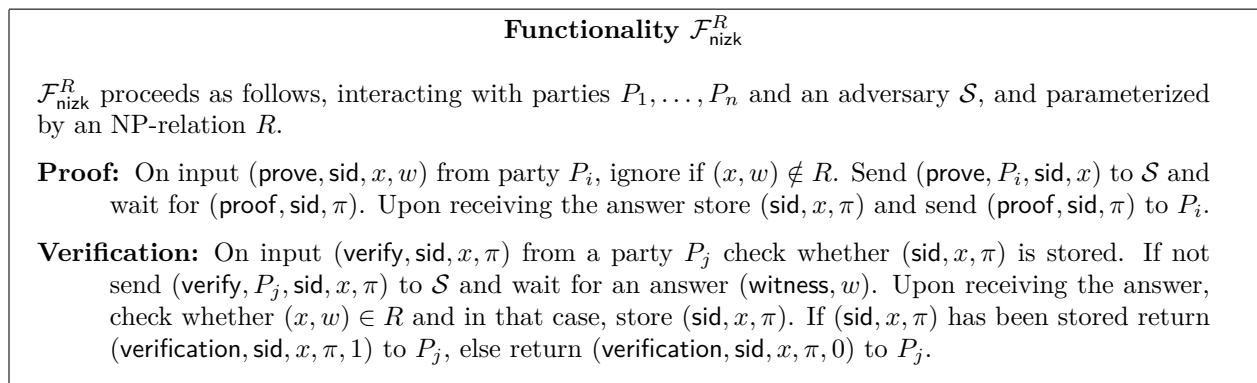 Functionality 𝓕ᴿₙᵢₖ
$\mathcal{F}^{R}_{\mathsf{nizk}}$ proceeds as follows, interacting with parties $P_1, \ldots, P_n$ and an adversary $\mathcal{S}$, and parameterized
by an NP-relation $R$.
Proof: On input (prove, sid, $x, w$) from party $P_i$, ignore if $(x, w) \notin R$. Send (prove, $P_i$, sid, $x$) to $\mathcal{S}$ and
wait for (proof, sid, $\pi$). Upon receiving the answer store (sid, $x, \pi$) and send (proof, sid, $\pi$) to $P_i$.
Verification: On input (verify, sid, $x, \pi$) from a party $P_j$ check whether (sid, $x, \pi$) is stored. If not
send (verify, $P_j$, sid, $x, \pi$) to $\mathcal{S}$ and wait for an answer (witness, $w$). Upon receiving the answer,
check whether $(x, w) \in R$ and in that case, store (sid, $x, \pi$). If (sid, $x, \pi$) has been stored return
(verification, sid, $x, \pi$, 1) to $P_j$, else return (verification, sid, $x, \pi$, 0) to $P_j$.